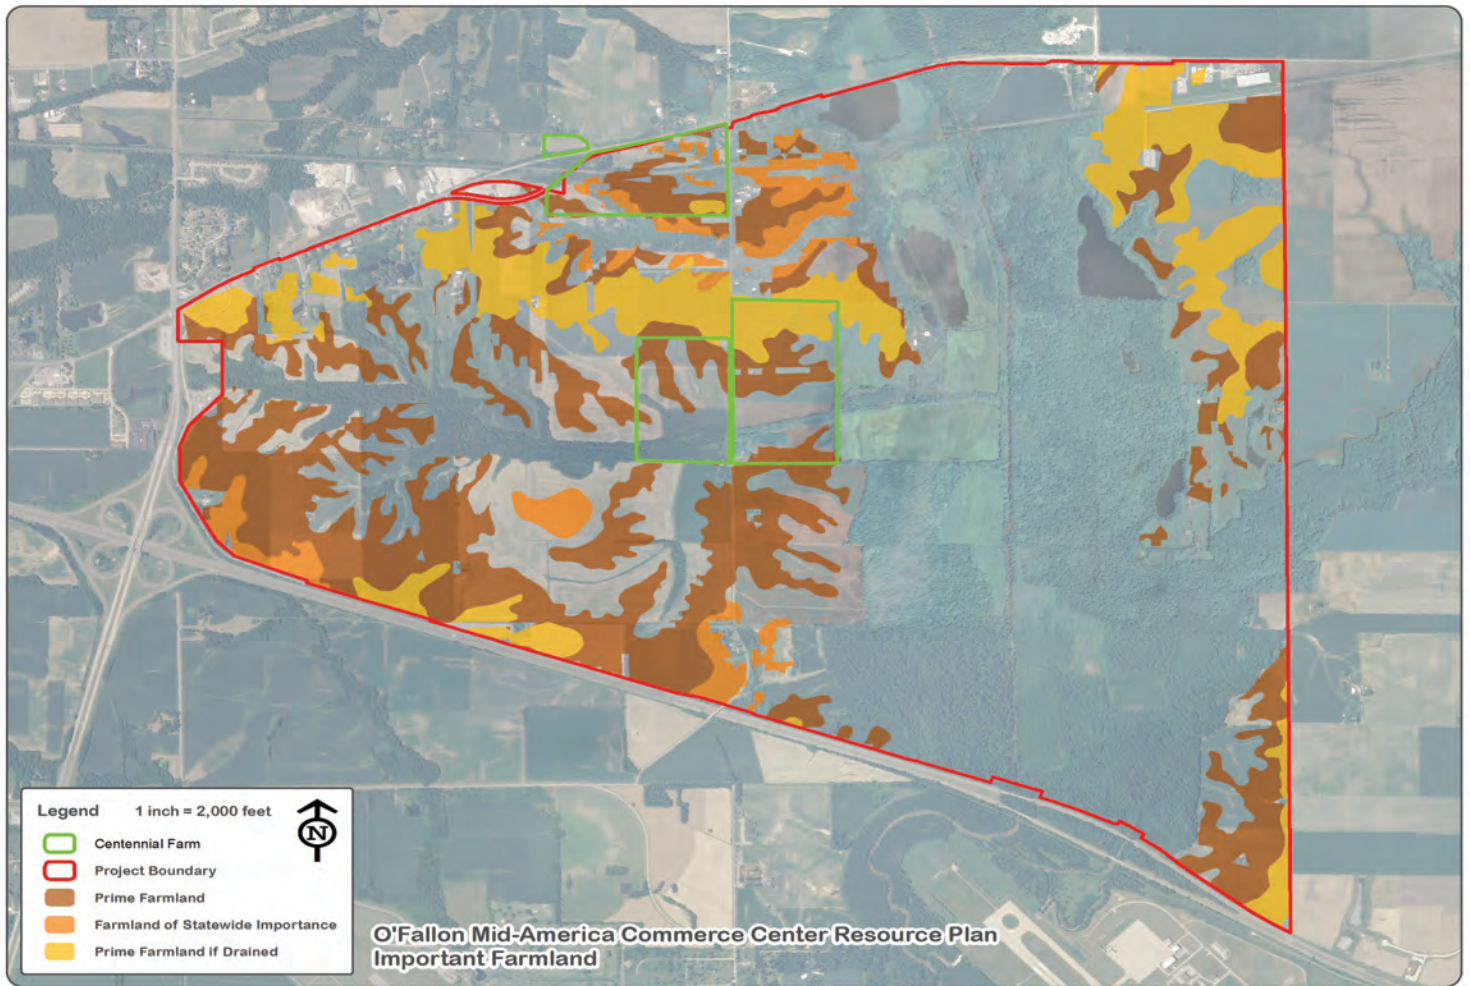 Legend 1 inch = 2,000 feet
N
Centennial Farm
Project Boundary
Prime Farmland
Farmland of Statewide Importance
Prime Farmland if Drained
O'Fallon Mid-America Commerce Center Resource Plan
Important Farmland